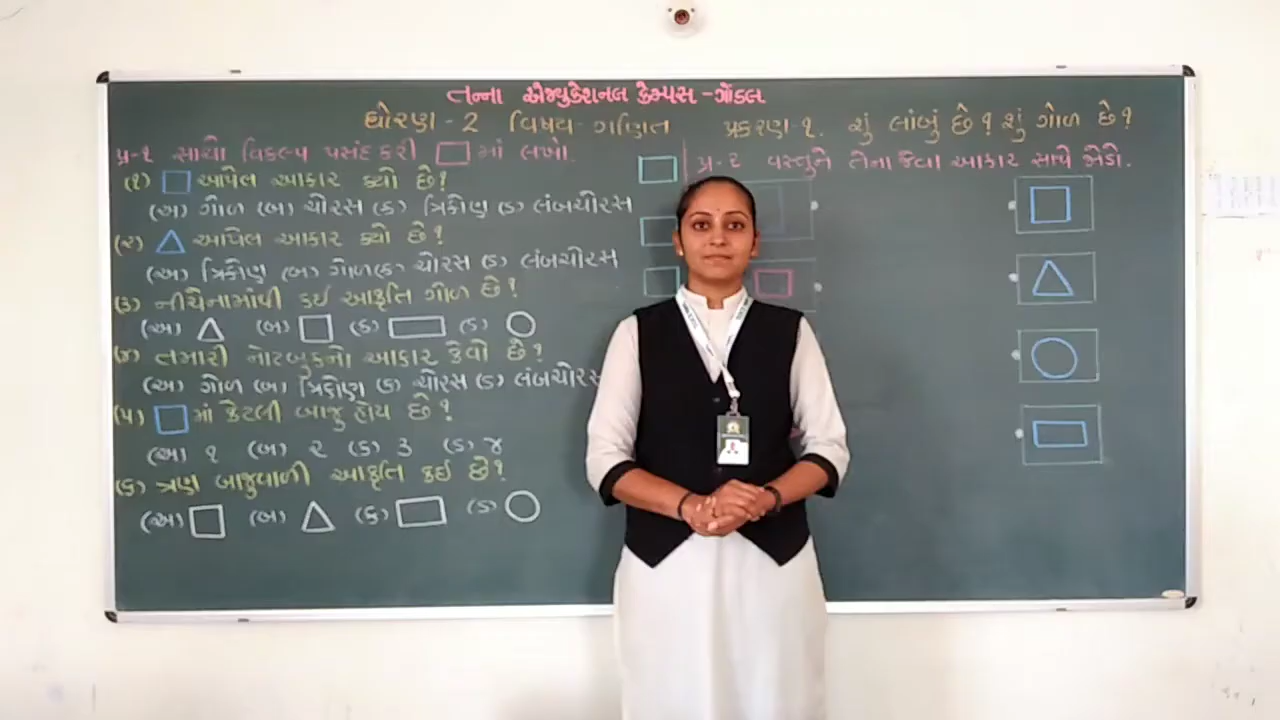 તન્ના એજ્યુકેશનલ કેમ્પસ - ગોંડલ
ધોરણ - 2 વિષય - ગણિત પ્રકરણ - ૧. શું લાંબું છે? શું ગોળ છે?
પ્ર-૧ સાચો વિકલ્પ પસંદ કરી માં લખો.
(૧) આપેલ આકાર કયો છે?
(અ) ગોળ (બ) ચોરસ (ક) ત્રિકોણ (ડ) લંબચોરસ
(૨) આપેલ આકાર કયો છે?
(અ) ત્રિકોણ (બ) ગોળ (ક) ચોરસ (ડ) લંબચોરસ
(૩) નીચેનામાંથી કઈ આકૃતિ ગોળ છે?
(અ) (બ) (ક) (ડ)
(૪) તમારી નોટબુકનો આકાર કેવો છે?
(અ) ગોળ (બ) ત્રિકોણ (ક) ચોરસ (ડ) લંબચોરસ
(૫) માં કેટલી બાજુ હોય છે?
(અ) ૧ (બ) ૨ (ક) ૩ (ડ) ૪
(૬) ત્રણ બાજુવાળી આકૃતિ કઈ છે?
(અ) (બ) (ક) (ડ)
પ્ર-૨ વસ્તુને તેના જેવા આકાર સાથે જોડો.